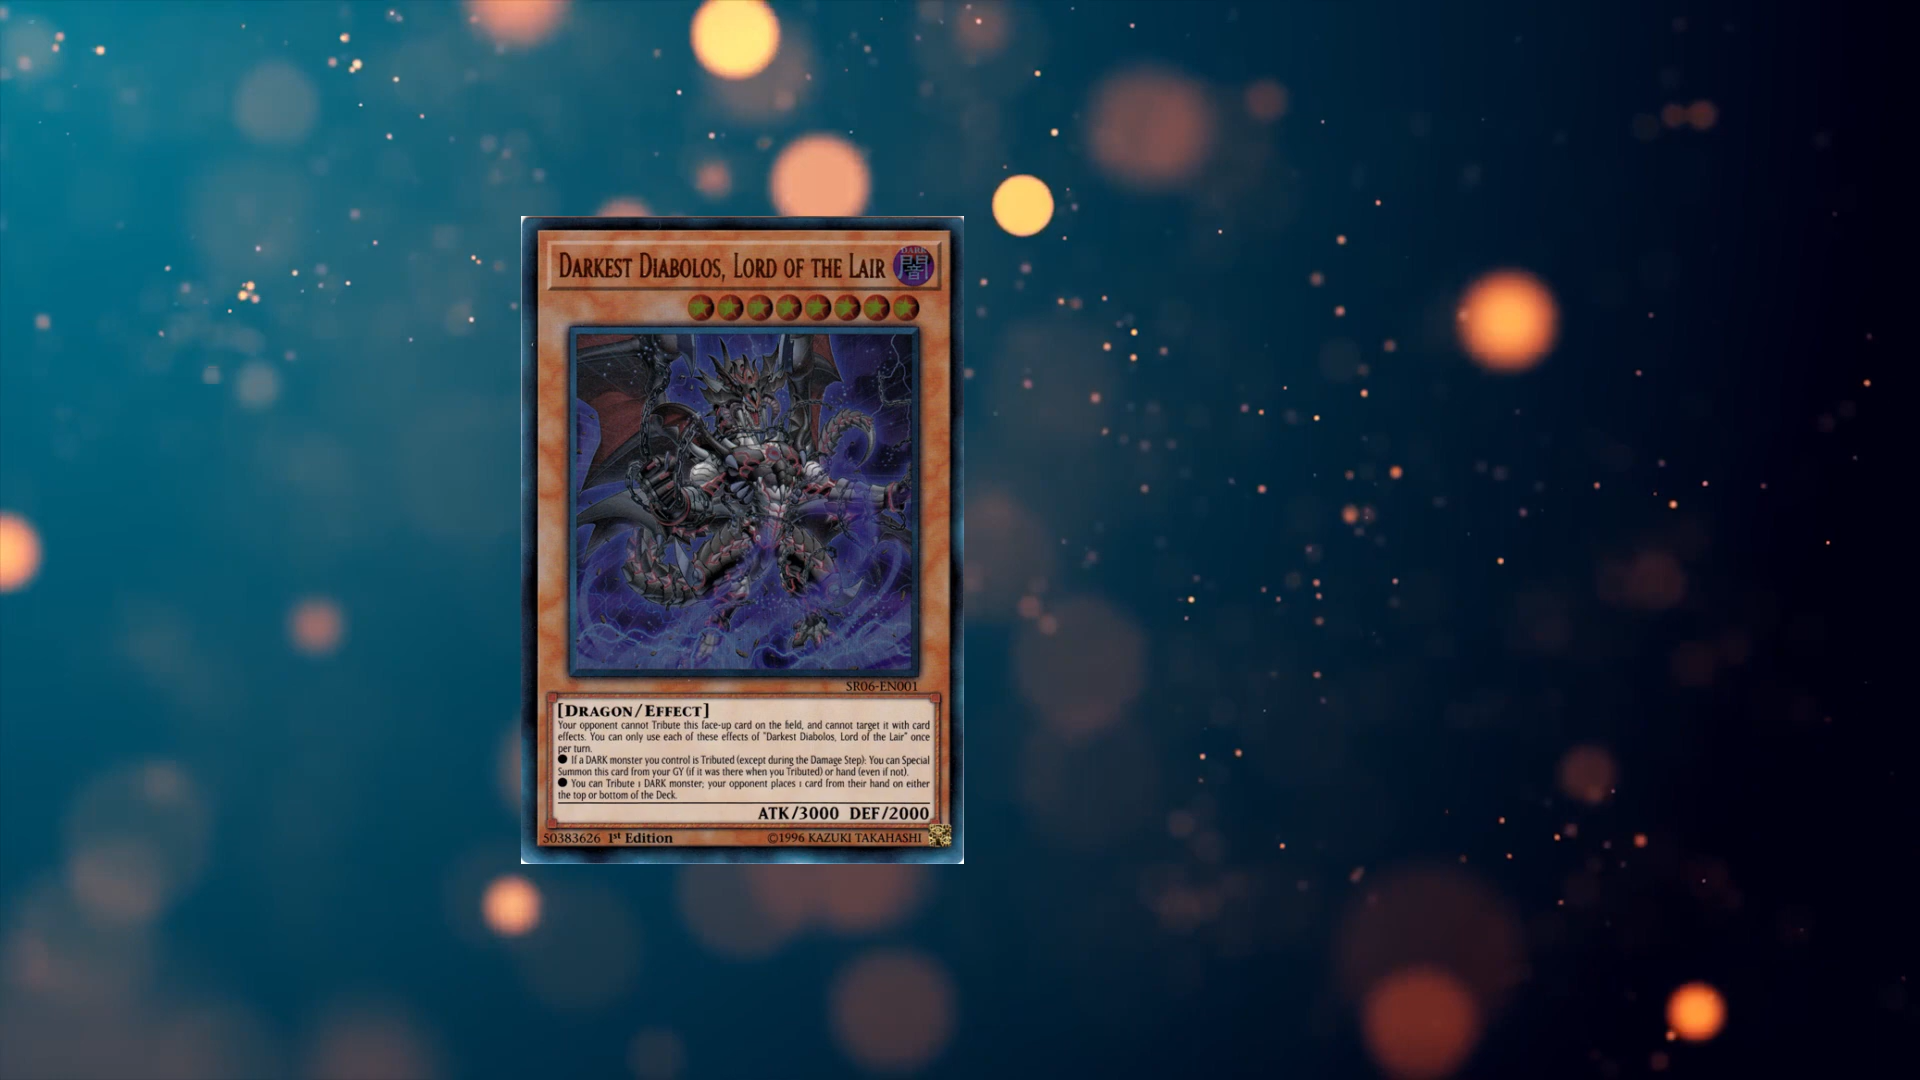 DARKEST DIABOLOS, LORD OF THE LAIR
DARK
闇
SR06-EN001
[DRAGON/EFFECT]
Your opponent cannot Tribute this face-up card on the field, and cannot target it with card
effects. You can only use each of these effects of "Darkest Diabolos, Lord of the Lair" once
per turn.
● If a DARK monster you control is Tributed (except during the Damage Step): You can Special
Summon this card from your GY (if it was there when you Tributed) or hand (even if not).
● You can Tribute 1 DARK monster; your opponent places 1 card from their hand on either
the top or bottom of the Deck.
ATK/3000 DEF/2000
50383626 1st Edition ©1996 KAZUKI TAKAHASHI